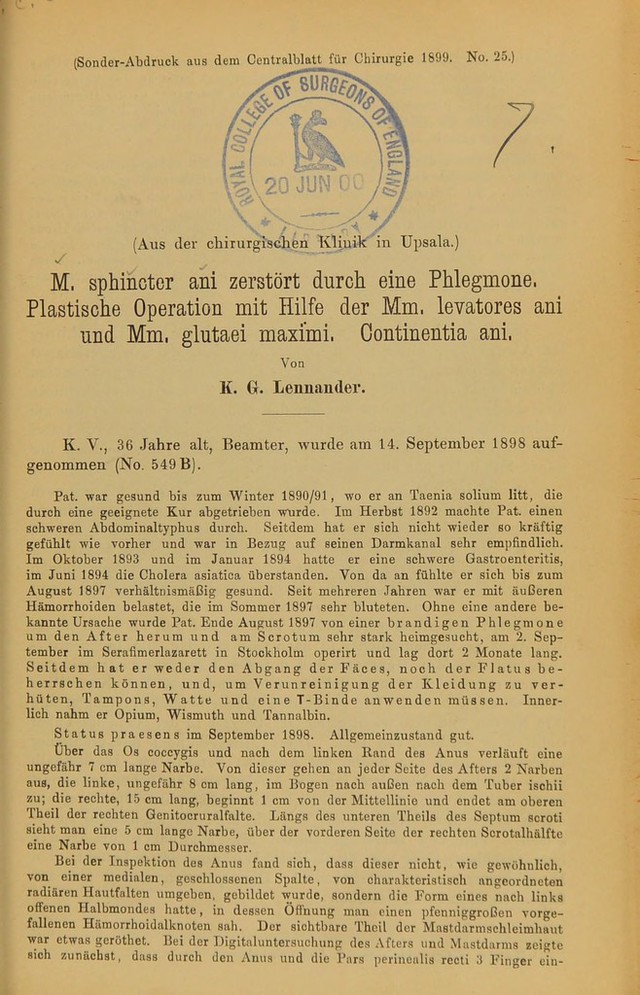 (Sonder-Abdruck aus dem Centralblatt für Chirurgie 1899. No. 25.)
ROYAL COLLEGE OF SURGEONS OF ENGLAND
20 JUN 00
7.
(Aus der chirurgischen Klinik in Upsala.)
M. sphincter ani zerstört durch eine Phlegmone.
Plastische Operation mit Hilfe der Mm. levatores ani
und Mm. glutaei maximi. Continentia ani.
Von
K. G. Lennander.
K. V., 36 Jahre alt, Beamter, wurde am 14. September 1898 auf-
genommen (No. 549 B).
Pat. war gesund bis zum Winter 1890/91, wo er an Taenia solium litt, die
durch eine geeignete Kur abgetrieben wurde. Im Herbst 1892 machte Pat. einen
schweren Abdominaltyphus durch. Seitdem hat er sich nicht wieder so kräftig
gefühlt wie vorher und war in Bezug auf seinen Darmkanal sehr empfindlich.
Im Oktober 1893 und im Januar 1894 hatte er eine schwere Gastroenteritis,
im Juni 1894 die Cholera asiatica überstanden. Von da an fühlte er sich bis zum
August 1897 verhältnismäßig gesund. Seit mehreren Jahren war er mit äußeren
Hämorrhoiden belastet, die im Sommer 1897 sehr bluteten. Ohne eine andere be-
kannte Ursache wurde Pat. Ende August 1897 von einer brandigen Phlegmone
um den After herum und am Scrotum sehr stark heimgesucht, am 2. Sep-
tember im Serafimerlazarett in Stockholm operirt und lag dort 2 Monate lang.
Seitdem hat er weder den Abgang der Fäces, noch der Flatus be-
herrschen können, und, um Verunreinigung der Kleidung zu ver-
hüten, Tampons, Watte und eine T-Binde anwenden müssen. Inner-
lich nahm er Opium, Wismuth und Tannalbin.
Status praesens im September 1898. Allgemeinzustand gut.
Über das Os coccygis und nach dem linken Rand des Anus verläuft eine
ungefähr 7 cm lange Narbe. Von dieser gehen an jeder Seite des Afters 2 Narben
aus, die linke, ungefähr 8 cm lang, im Bogen nach außen nach dem Tuber ischii
zu; die rechte, 15 cm lang, beginnt 1 cm von der Mittellinie und endet am oberen
Theil der rechten Genitocruralfalte. Längs des unteren Theils des Septum scroti
sieht man eine 5 cm lange Narbe, über der vorderen Seite der rechten Scrotalhälfte
eine Narbe von 1 cm Durchmesser.
Bei der Inspektion des Anus fand sich, dass dieser nicht, wie gewöhnlich,
von einer medialen, geschlossenen Spalte, von charakteristisch angeordneten
radiären Hautfalten umgeben, gebildet wurde, sondern die Form eines nach links
offenen Halbmondes hatte, in dessen Öffnung man einen pfenniggroßen vorge-
fallenen Hämorrhoidalknoten sah. Der sichtbare Theil der Mastdarmschleimhaut
war etwas geröthet. Bei der Digitaluntersuchung des Afters und Mastdarms zeigte
sich zunächst, dass durch den Anus und die Pars perinealis recti 3 Finger ein-